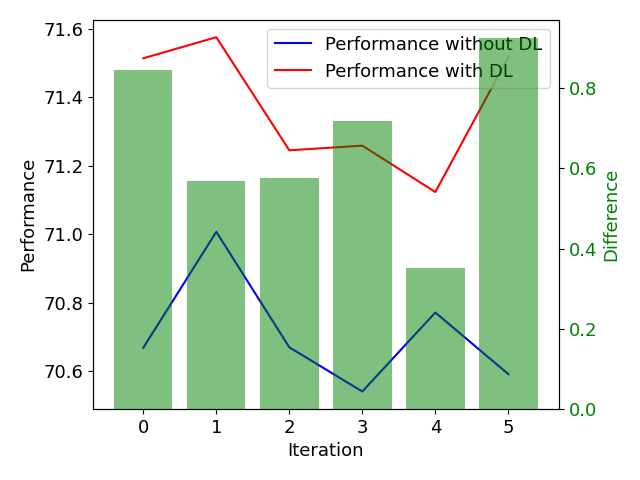 Performance without DL
Performance with DL
71.6
71.4
71.2
71.0
70.8
70.6
Performance
0.8
0.6
0.4
0.2
0.0
Difference
0 1 2 3 4 5
Iteration